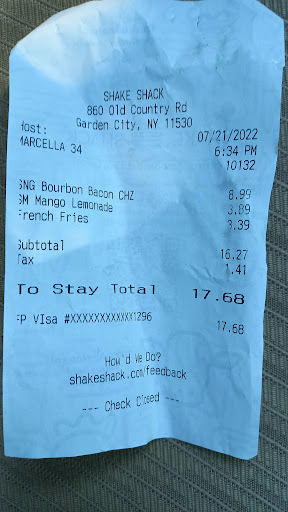 SHAKE SHACK
860 Old Country Rd
Garden City, NY 11530
Host: 07/21/2022
MARCELLA 34 6:34 PM
10132
SNG Bourbon Bacon CHZ 8.99
SM Mango Lemonade 3.89
French Fries 3.39
Subtotal 16.27
Tax 1.41
To Stay Total 17.68
FP VIsa #XXXXXXXXXXXX1296 17.68
How'd We Do?
shakeshack.com/feedback
--- Check Closed ---